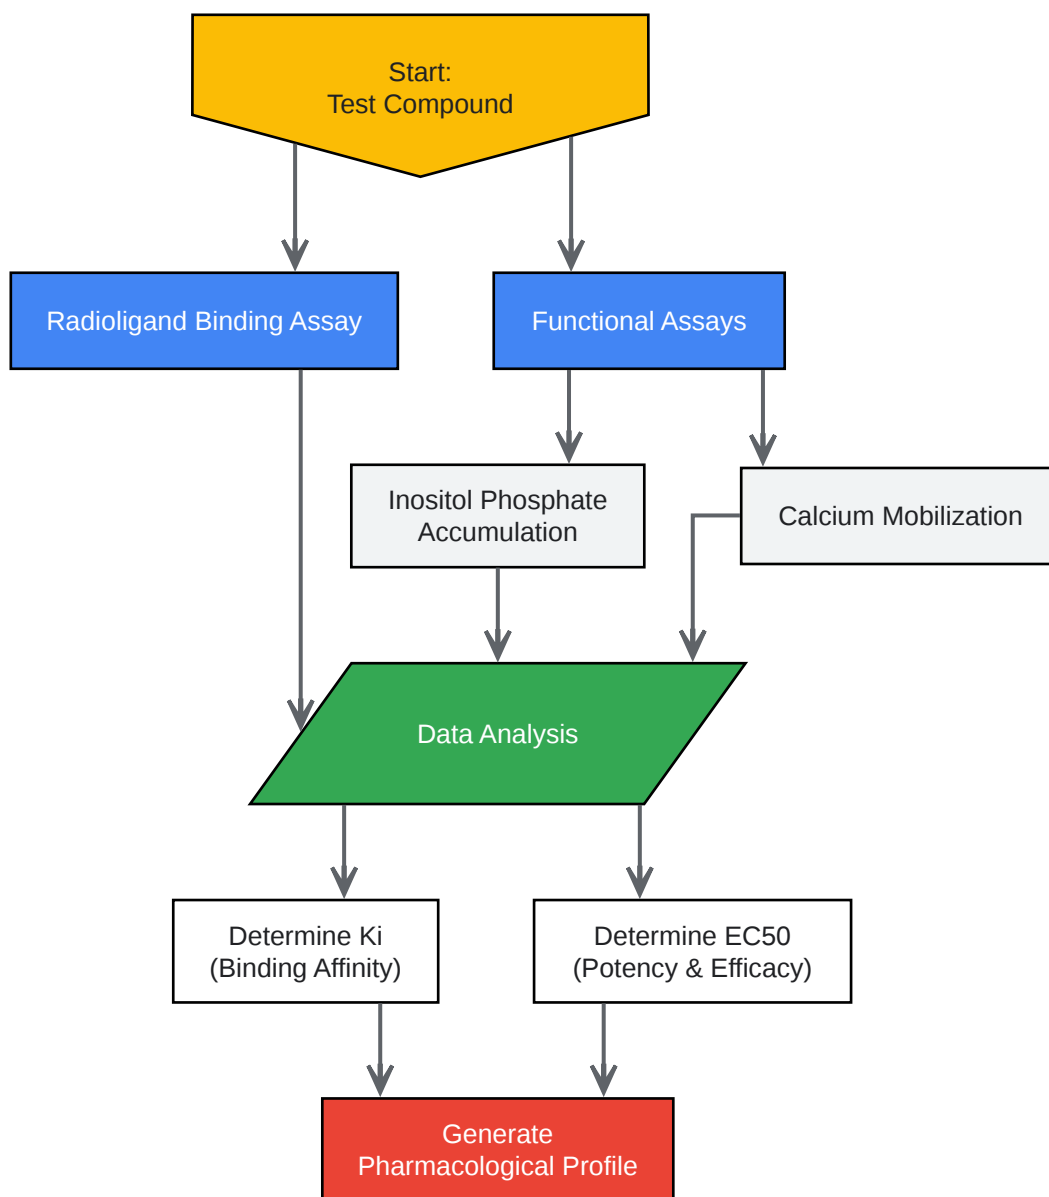 Start:
Test Compound
Radioligand Binding Assay
Functional Assays
Inositol Phosphate
Accumulation
Calcium Mobilization
Data Analysis
Determine Ki
(Binding Affinity)
Determine EC50
(Potency & Efficacy)
Generate
Pharmacological Profile